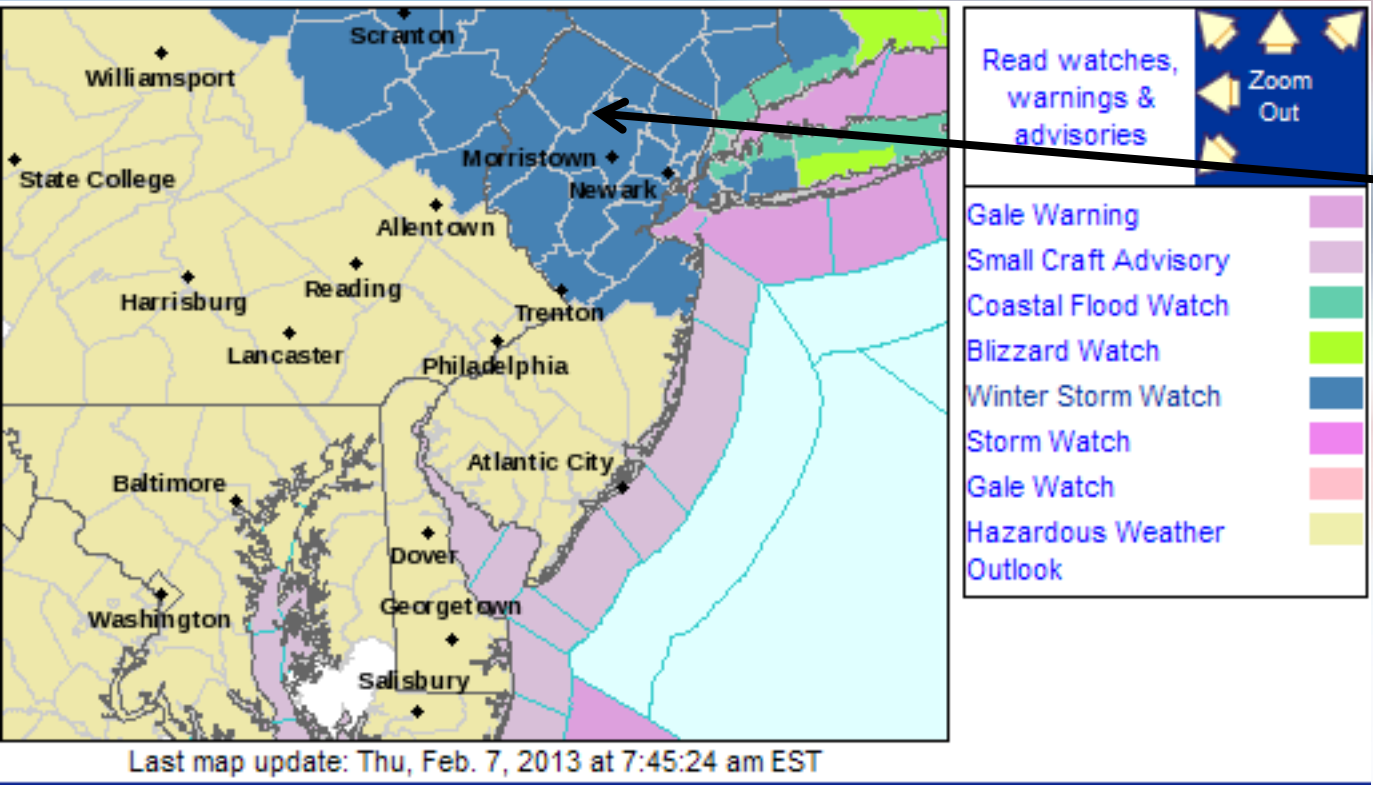 Scranton
Williamsport
Morristown
State College
Newark
Allentown
Reading
Harrisburg
Trenton
Lancaster
Philadelphia
Atlantic City
Baltimore
Dover
Georgetown
Washington
Salisbury
Last map update: Thu, Feb. 7, 2013 at 7:45:24 am EST
Read watches,
warnings &
advisories
Zoom
Out
Gale Warning
Small Craft Advisory
Coastal Flood Watch
Blizzard Watch
Winter Storm Watch
Storm Watch
Gale Watch
Hazardous Weather
Outlook